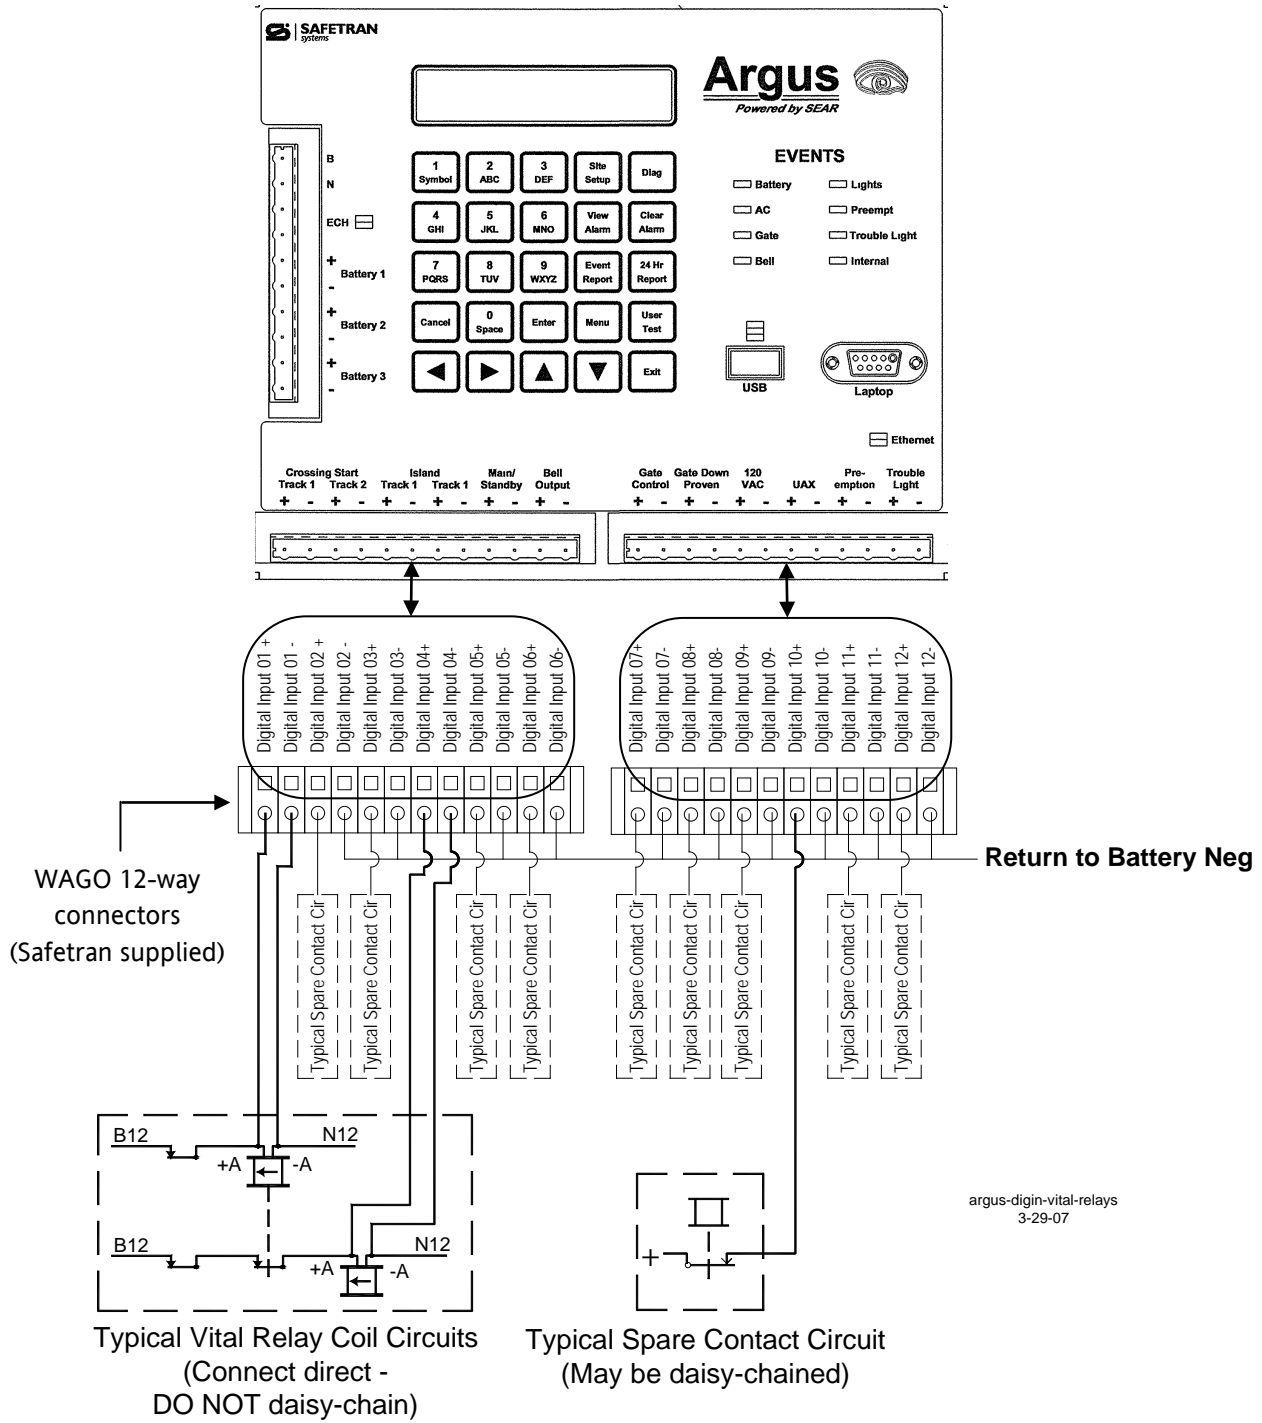 SAFETRAN
systems
Argus
Powered by SEAR
B
N
ECH
+
Battery 1
-
+
Battery 2
-
+
Battery 3
-
1
Symbol
2
ABC
3
DEF
Site
Setup
Diag
4
GHI
5
JKL
6
MNO
View
Alarm
Clear
Alarm
7
PQRS
8
TUV
9
WXYZ
Event
Report
24 Hr
Report
Cancel
0
Space
Enter
Menu
User
Test
Exit
EVENTS
Battery
Lights
AC
Preempt
Gate
Trouble Light
Bell
Internal
USB
Laptop
Ethernet
Crossing Start
Track 1 Track 2
Island
Track 1 Track 1
Main/
Standby
Bell
Output
+ - + - + - + - + - + -
Gate
Control
Gate Down
Proven
120
VAC
UAX
Pre-
emption
Trouble
Light
+ - + - + - + - + - + -
Digital Input 01 +
Digital Input 01 -
Digital Input 02 +
Digital Input 02 -
Digital Input 03+
Digital Input 03-
Digital Input 04+
Digital Input 04-
Digital Input 05+
Digital Input 05-
Digital Input 06+
Digital Input 06-
Digital Input 07+
Digital Input 07-
Digital Input 08+
Digital Input 08-
Digital Input 09+
Digital Input 09-
Digital Input 10+
Digital Input 10-
Digital Input 11+
Digital Input 11-
Digital Input 12+
Digital Input 12-
Return to Battery Neg
WAGO 12-way
connectors
(Safetran supplied)
Typical Spare Contact Cir
Typical Spare Contact Cir
Typical Spare Contact Cir
Typical Spare Contact Cir
Typical Spare Contact Cir
Typical Spare Contact Cir
Typical Spare Contact Cir
Typical Spare Contact Cir
Typical Spare Contact Cir
B12
N12
+A
-A
B12
N12
+A
-A
+
argus-digin-vital-relays
3-29-07
Typical Vital Relay Coil Circuits
(Connect direct -
DO NOT daisy-chain)
Typical Spare Contact Circuit
(May be daisy-chained)